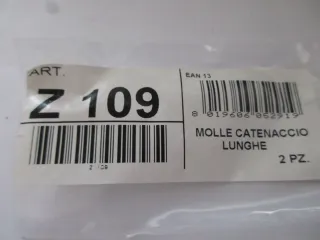 ART.
Z 109
EAN 13
8 019606 052919
MOLLE CATENACCIO
LUNGHE
2 PZ.